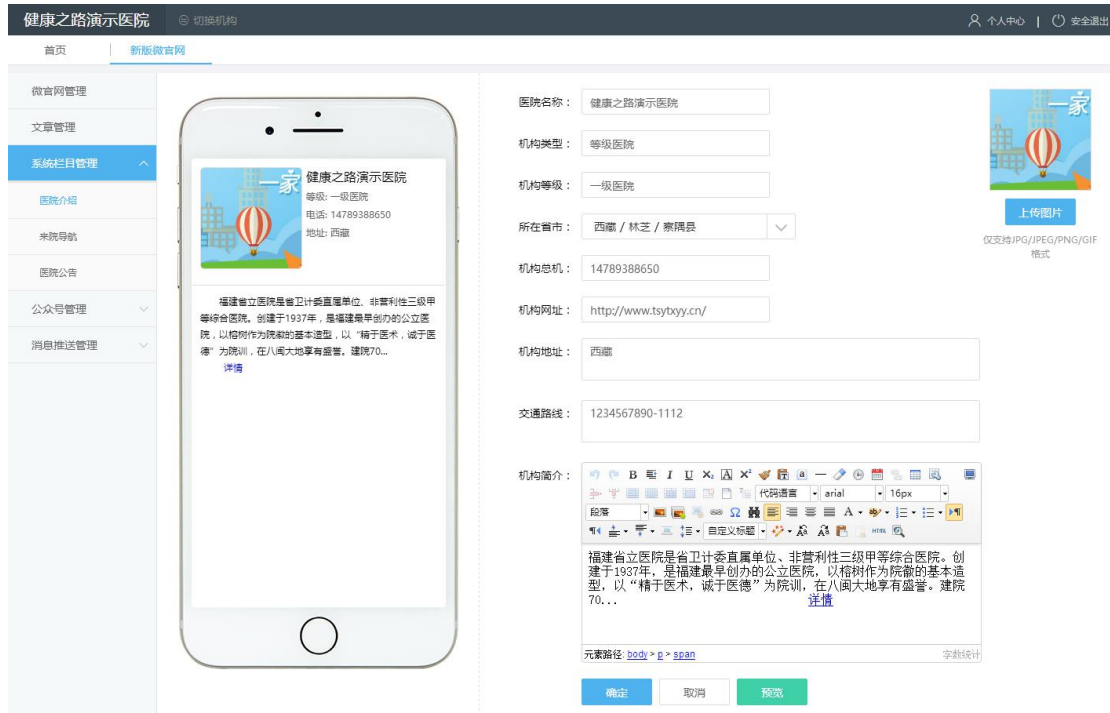 健康之路演示医院 切换机构 个人中心 | 安全退出
首页 新版微官网
微官网管理
文章管理
系统栏目管理
医院介绍
来院导航
医院公告
公众号管理
消息推送管理
一家
健康之路演示医院
等级: 一级医院
电话: 14789388650
地址: 西藏
福建省立医院是省卫计委直属单位、非营利性三级甲
等综合医院。创建于1937年，是福建最早创办的公立医
院，以榕树作为院徽的基本造型，以“精于医术，诚于医
德”为院训，在八闽大地享有盛誉。建院70...
详情
医院名称： 健康之路演示医院
机构类型： 等级医院
机构等级： 一级医院
所在省市： 西藏 / 林芝 / 察隅县
机构总机： 14789388650
机构网址： http://www.tsytxyy.cn/
机构地址： 西藏
交通路线： 1234567890-1112
一家
上传图片
仅支持JPG/JPEG/PNG/GIF
格式
机构简介：
代码语言 arial 16px
段落
自定义标题 HTML
福建省立医院是省卫计委直属单位、非营利性三级甲等综合医院。创
建于1937年，是福建最早创办的公立医院，以榕树作为院徽的基本造
型，以“精于医术，诚于医德”为院训，在八闽大地享有盛誉。建院
70... 详情
元素路径: body > p > span 字数统计
确定 取消 预览